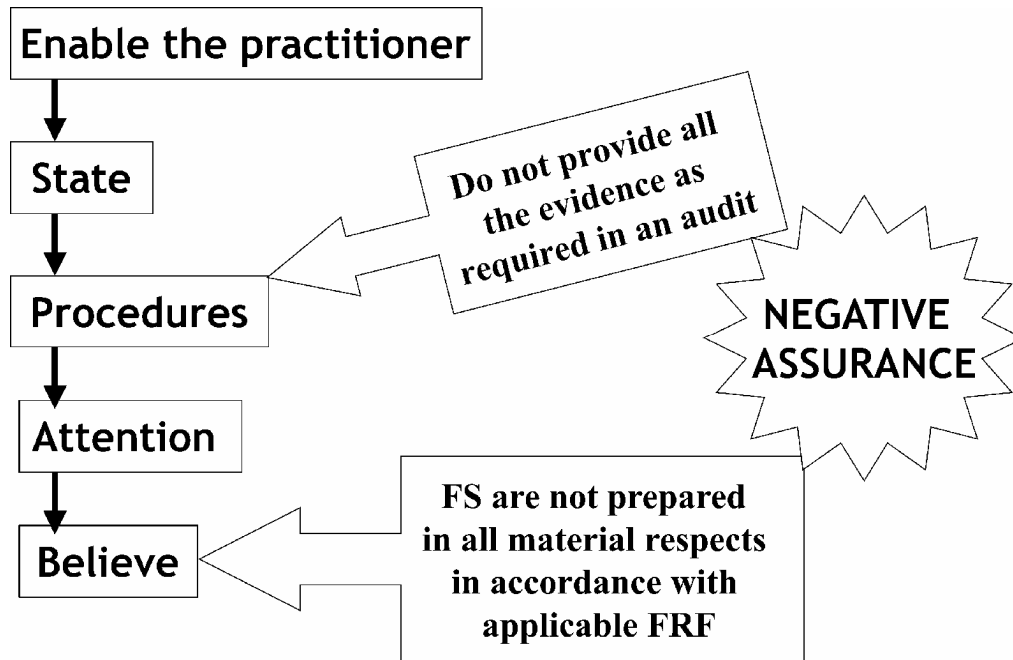 Enable the practitioner
State
Do not provide all
the evidence as
required in an audit
Procedures
NEGATIVE
ASSURANCE
Attention
Believe
FS are not prepared
in all material respects
in accordance with
applicable FRF